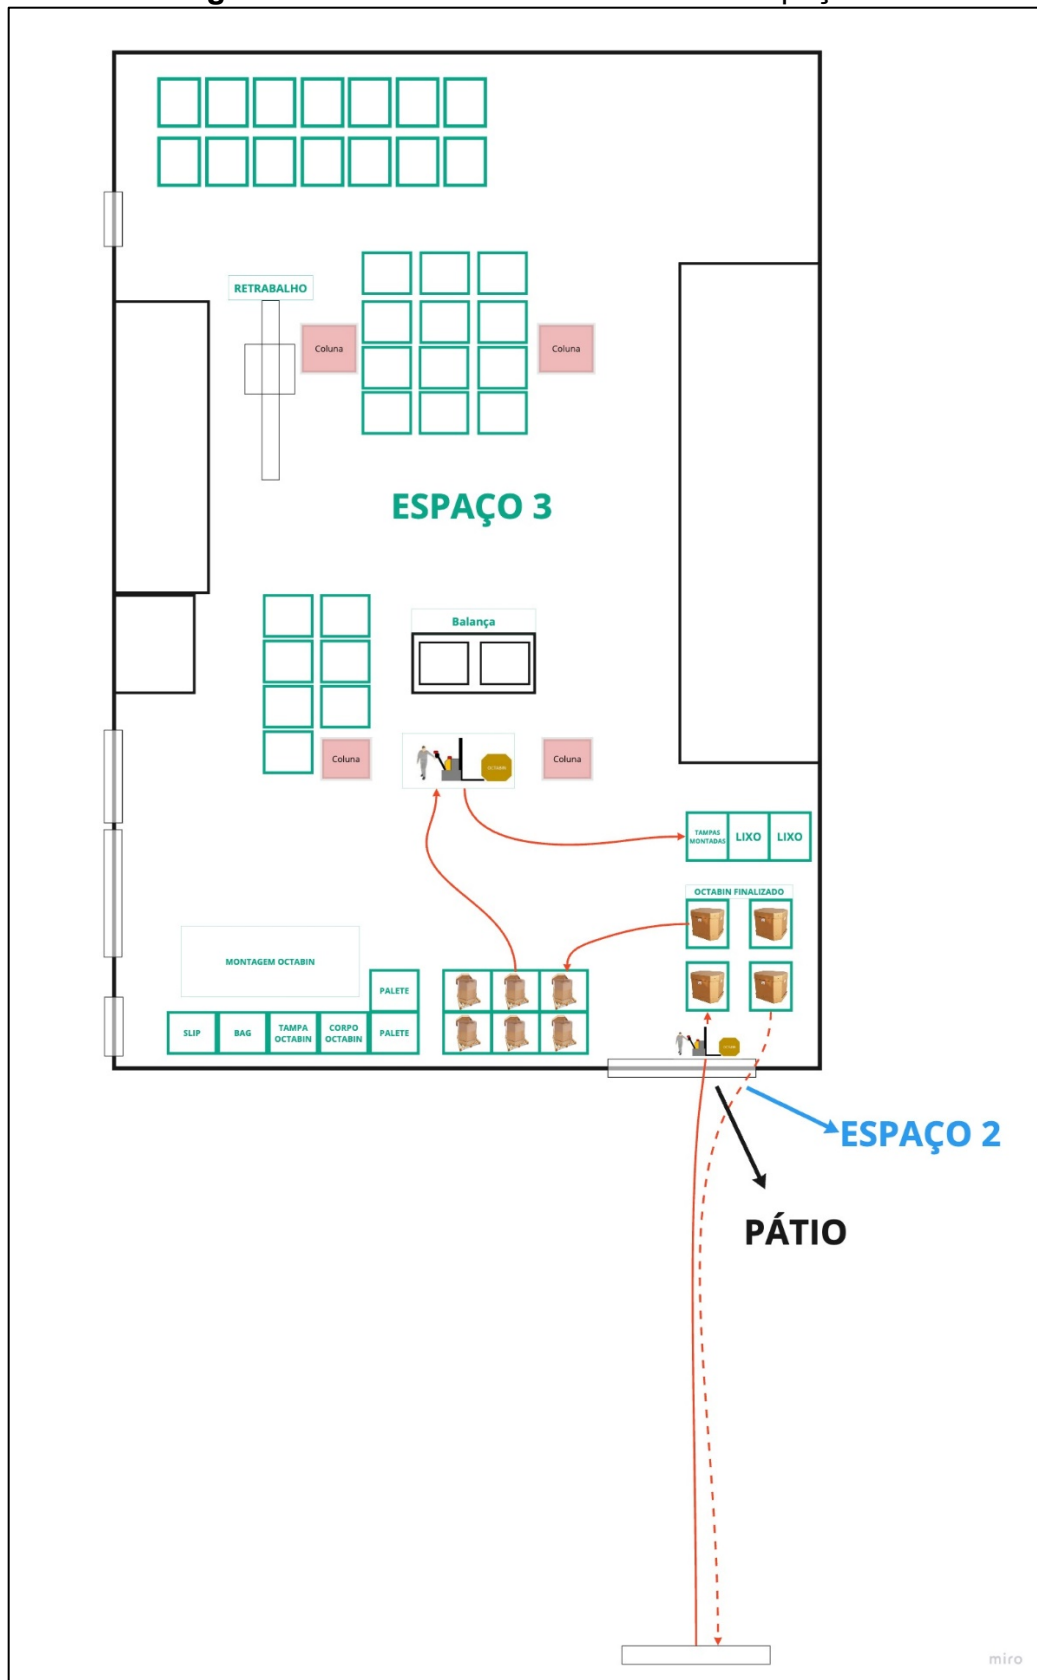 RETRABALHO
Coluna
Coluna
ESPAÇO 3
Balança
Coluna
OCTABIN
Coluna
TAMPAS
MONTADAS
LIXO
LIXO
OCTABIN FINALIZADO
MONTAGEM OCTABIN
PALETE
SLIP
BAG
TAMPA
OCTABIN
CORPO
OCTABIN
PALETE
ESPAÇO 2
PÁTIO
miro